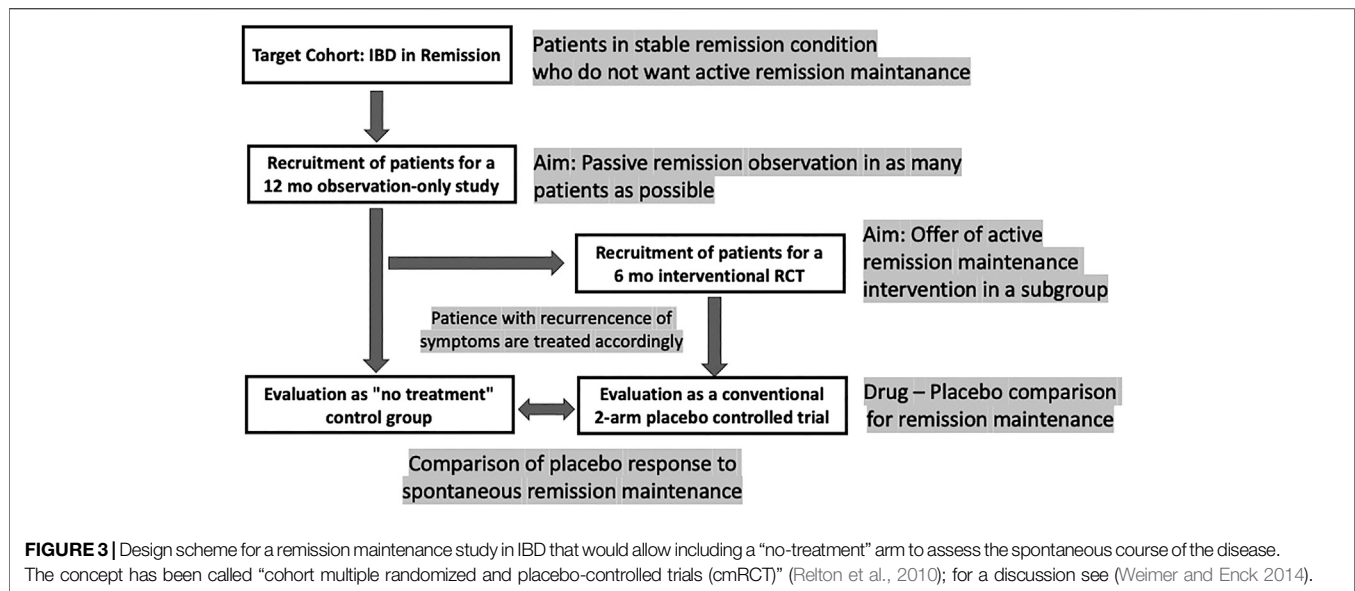 Target Cohort: IBD in Remission
Patients in stable remission condition
who do not want active remission maintanance
Recruitment of patients for a
12 mo observation-only study
Aim: Passive remission observation in as many
patients as possible
Recruitment of patients for a
6 mo interventional RCT
Aim: Offer of active
remission maintenance
intervention in a subgroup
Patience with recurrencence of
symptoms are treated accordingly
Evaluation as "no treatment"
control group
Evaluation as a conventional
2-arm placebo controlled trial
Drug – Placebo comparison
for remission maintenance
Comparison of placebo response to
spontaneous remission maintenance
FIGURE 3 | Design scheme for a remission maintenance study in IBD that would allow including a “no-treatment” arm to assess the spontaneous course of the disease.
The concept has been called “cohort multiple randomized and placebo-controlled trials (cmRCT)” (Relton et al., 2010); for a discussion see (Weimer and Enck 2014).